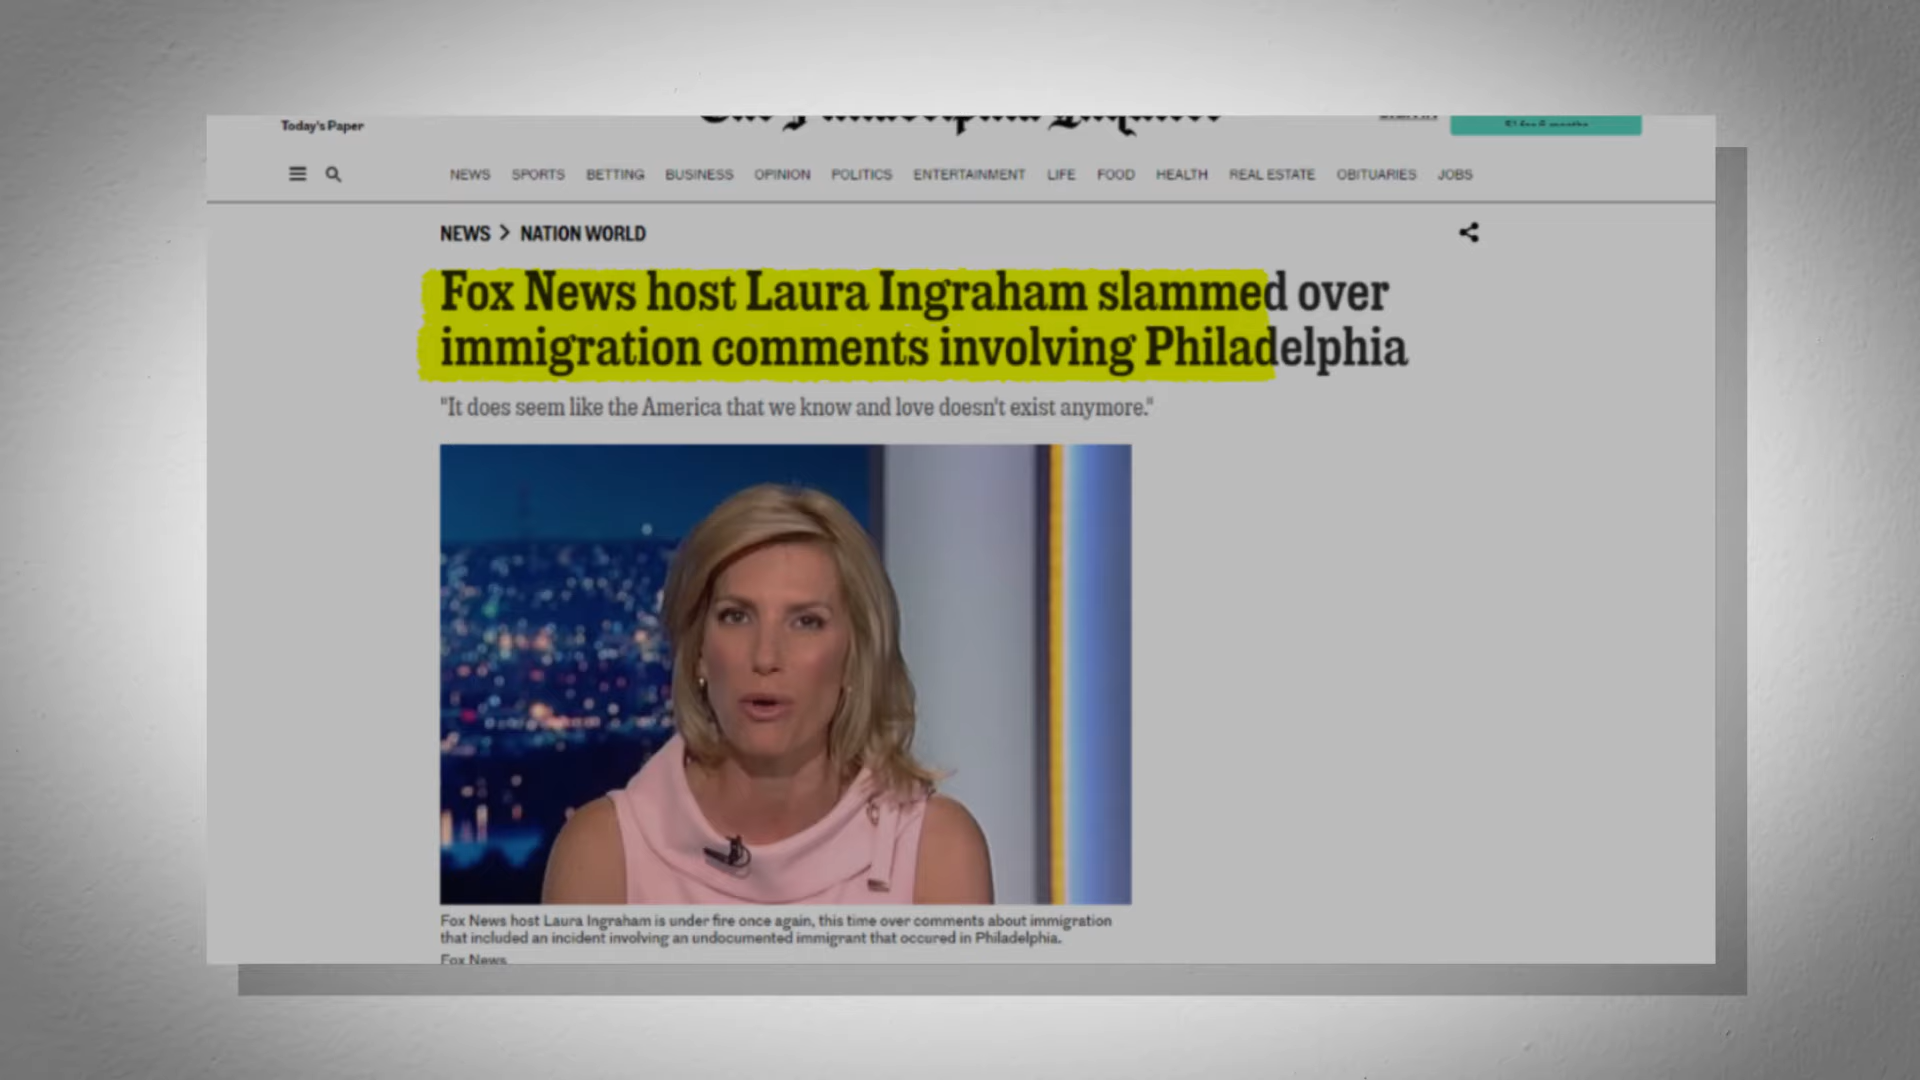 Today's Paper
NEWS SPORTS BETTING BUSINESS OPINION POLITICS ENTERTAINMENT LIFE FOOD HEALTH REAL ESTATE OBITUARIES JOBS
NEWS > NATION WORLD
Fox News host Laura Ingraham slammed over
immigration comments involving Philadelphia
"It does seem like the America that we know and love doesn't exist anymore."
Fox News host Laura Ingraham is under fire once again, this time over comments about immigration
that included an incident involving an undocumented immigrant that occured in Philadelphia.
Fox News